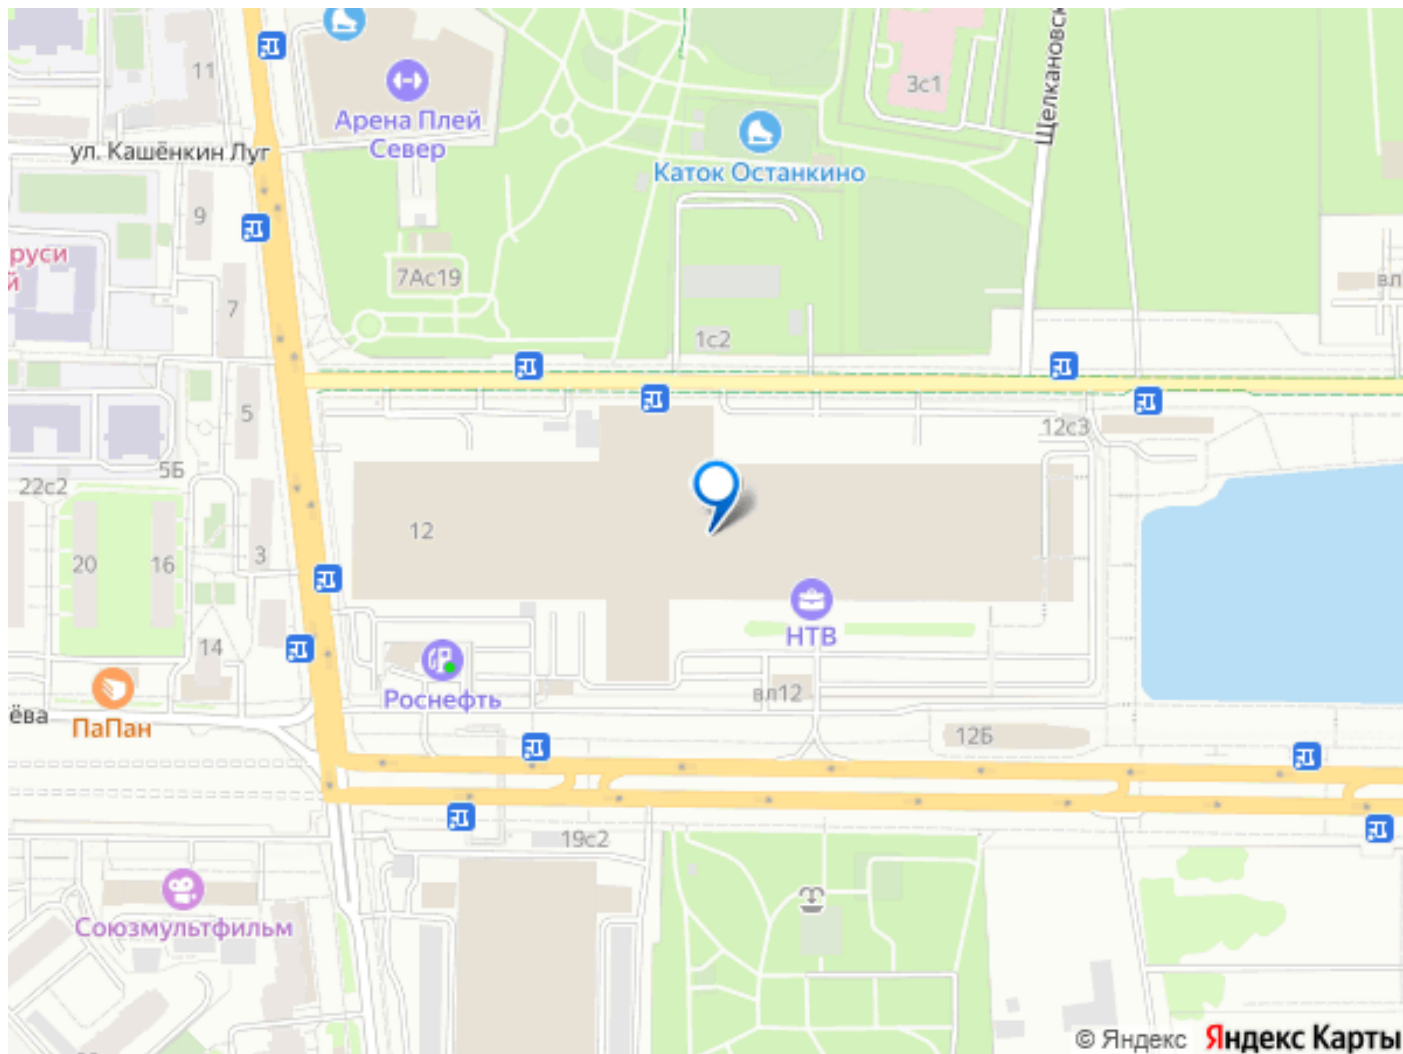 11
3с1
Щелкановск
Арена Плей
Север
ул. Кашёнкин Луг
Каток Останкино
9
руси
й
7Ас19
вл
7
1с2
5
12с3
5Б
22с2
12
3
20
16
НТВ
14
Роснефть
вл12
ёва
ПаПан
12Б
19с2
Союзмультфильм
© Яндекс Яндекс Карты